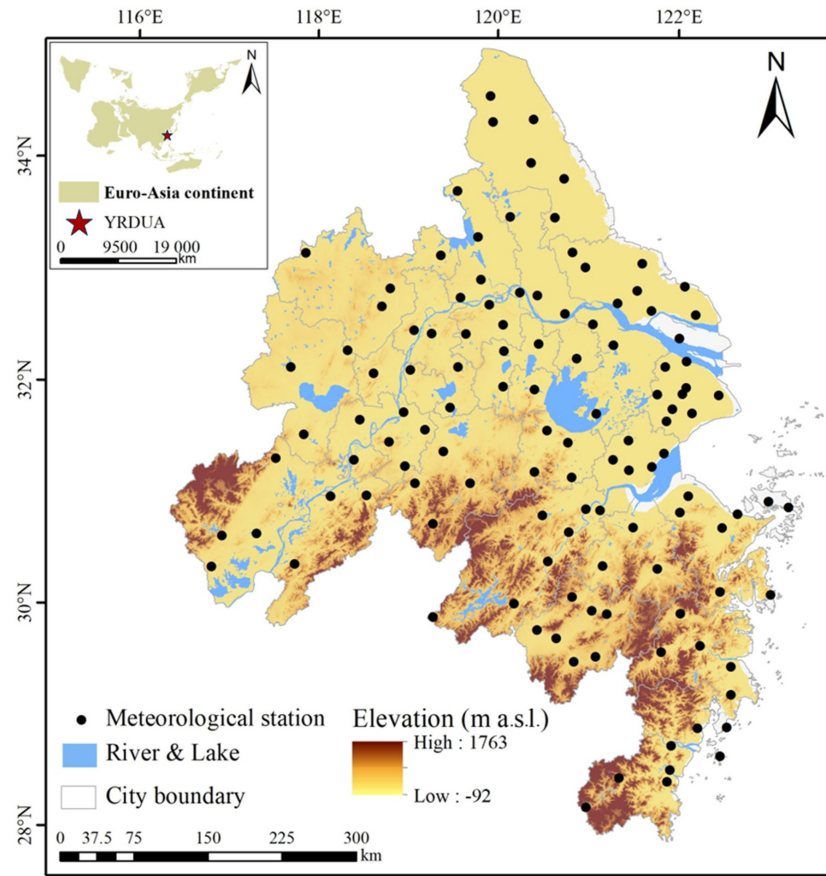 116°E 118°E 120°E 122°E
N
N
Euro-Asia continent
YRDUA
0 9500 19 000
km
34°N
32°N
30°N
28°N
Meteorological station
River & Lake
City boundary
Elevation (m a.s.l.)
High : 1763
Low : -92
0 37.5 75 150 225 300
km